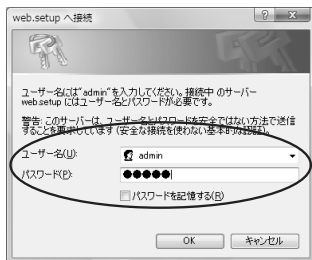 web.setup へ接続
ユーザー名には"admin"を入力してください。接続中 のサーバー
web.setup にはユーザー名とパスワードが必要です。
警告: このサーバーは、ユーザー名とパスワードを安全ではない方法で送信
することを要求しています (安全な接続を使わない基本的な認証)。
ユーザー名(U):
admin
パスワード(P):
●●●●●
パスワードを記憶する(R)
OK
キャンセル